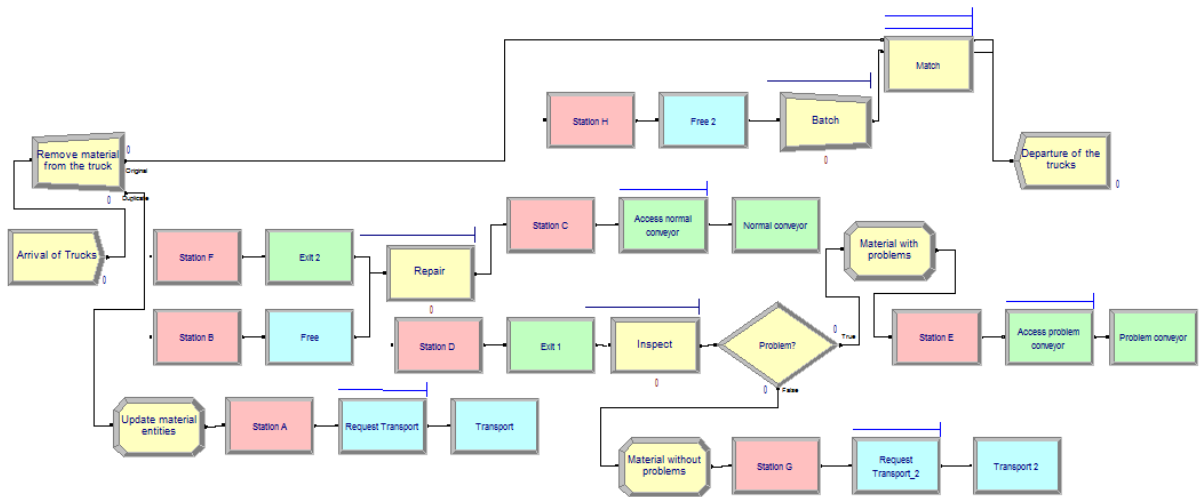 Match
Station H
Free 2
Batch
0
Remove material
from the truck
0
Original
0
Duplicate
Departure of the
trucks
0
Arrival of Trucks
0
Station F
Exit 2
Repair
0
Station C
Access normal
conveyor
Normal conveyor
Material with
problems
Station B
Free
Station D
Exit 1
Inspect
0
Problem?
0
True
0
False
Station E
Access problem
conveyor
Problem conveyor
Update material
entities
Station A
Request Transport
Transport
Material without
problems
Station G
Request
Transport_2
Transport 2